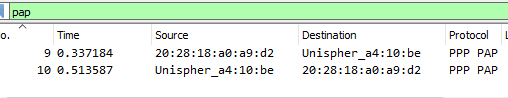 pap
o. Time Source Destination Protocol
9 0.337184 20:28:18:a0:a9:d2 Unispher_a4:10:be PPP PAP
10 0.513587 Unispher_a4:10:be 20:28:18:a0:a9:d2 PPP PAP